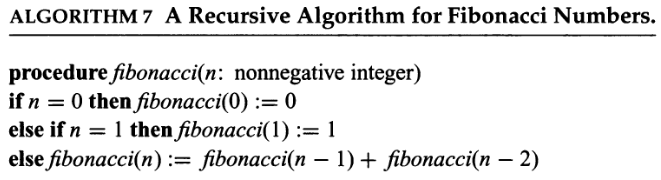 ALGORITHM 7 A Recursive Algorithm for Fibonacci Numbers.
procedure fibonacci(n: nonnegative integer)
if n = 0 then fibonacci(0) := 0
else if n = 1 then fibonacci(1) := 1
else fibonacci(n) := fibonacci(n − 1) + fibonacci(n − 2)